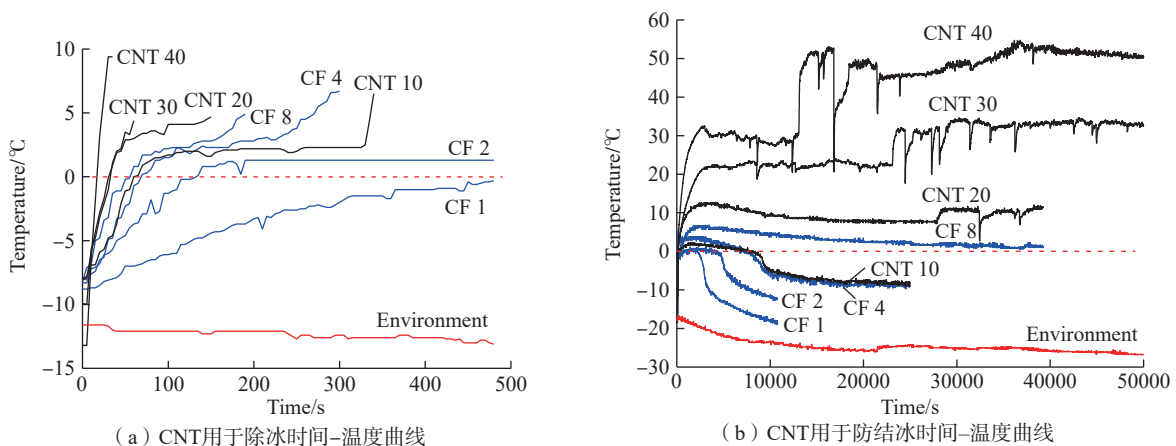 10
5
0
−5
−10
−15
Temperature/℃
0
100
200
300
400
500
Time/s
CNT 40
CNT 30
CNT 20
CF 8
CF 4
CNT 10
CF 2
CF 1
Environment
（a）CNT用于除冰时间–温度曲线
60
50
40
30
20
10
0
−10
−20
−30
Temperature/℃
0
10000
20000
30000
40000
50000
Time/s
CNT 40
CNT 30
CNT 20
CF 8
CNT 10
CF 4
CF 2
CF 1
Environment
（b）CNT用于防结冰时间–温度曲线